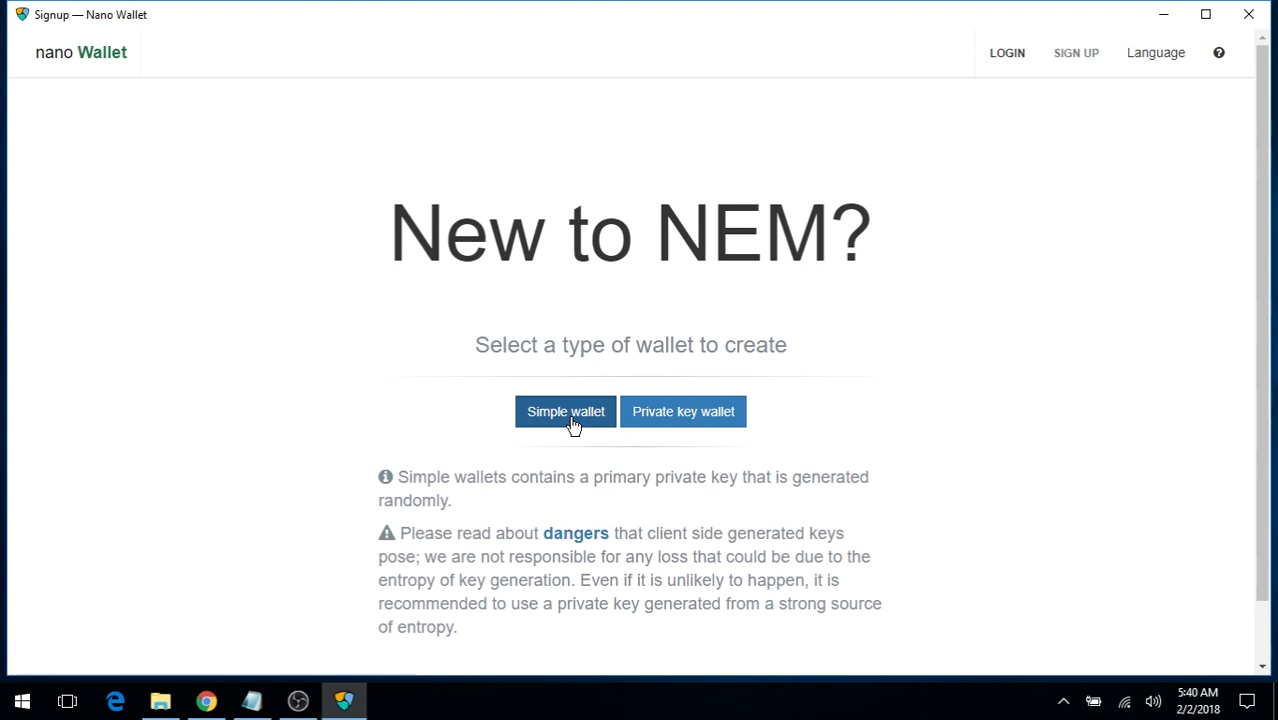 Signup — Nano Wallet
nano Wallet
LOGIN SIGN UP Language
New to NEM?
Select a type of wallet to create
Simple wallet Private key wallet
Simple wallets contains a primary private key that is generated
randomly.
Please read about dangers that client side generated keys
pose; we are not responsible for any loss that could be due to the
entropy of key generation. Even if it is unlikely to happen, it is
recommended to use a private key generated from a strong source
of entropy.
5:40 AM
2/2/2018